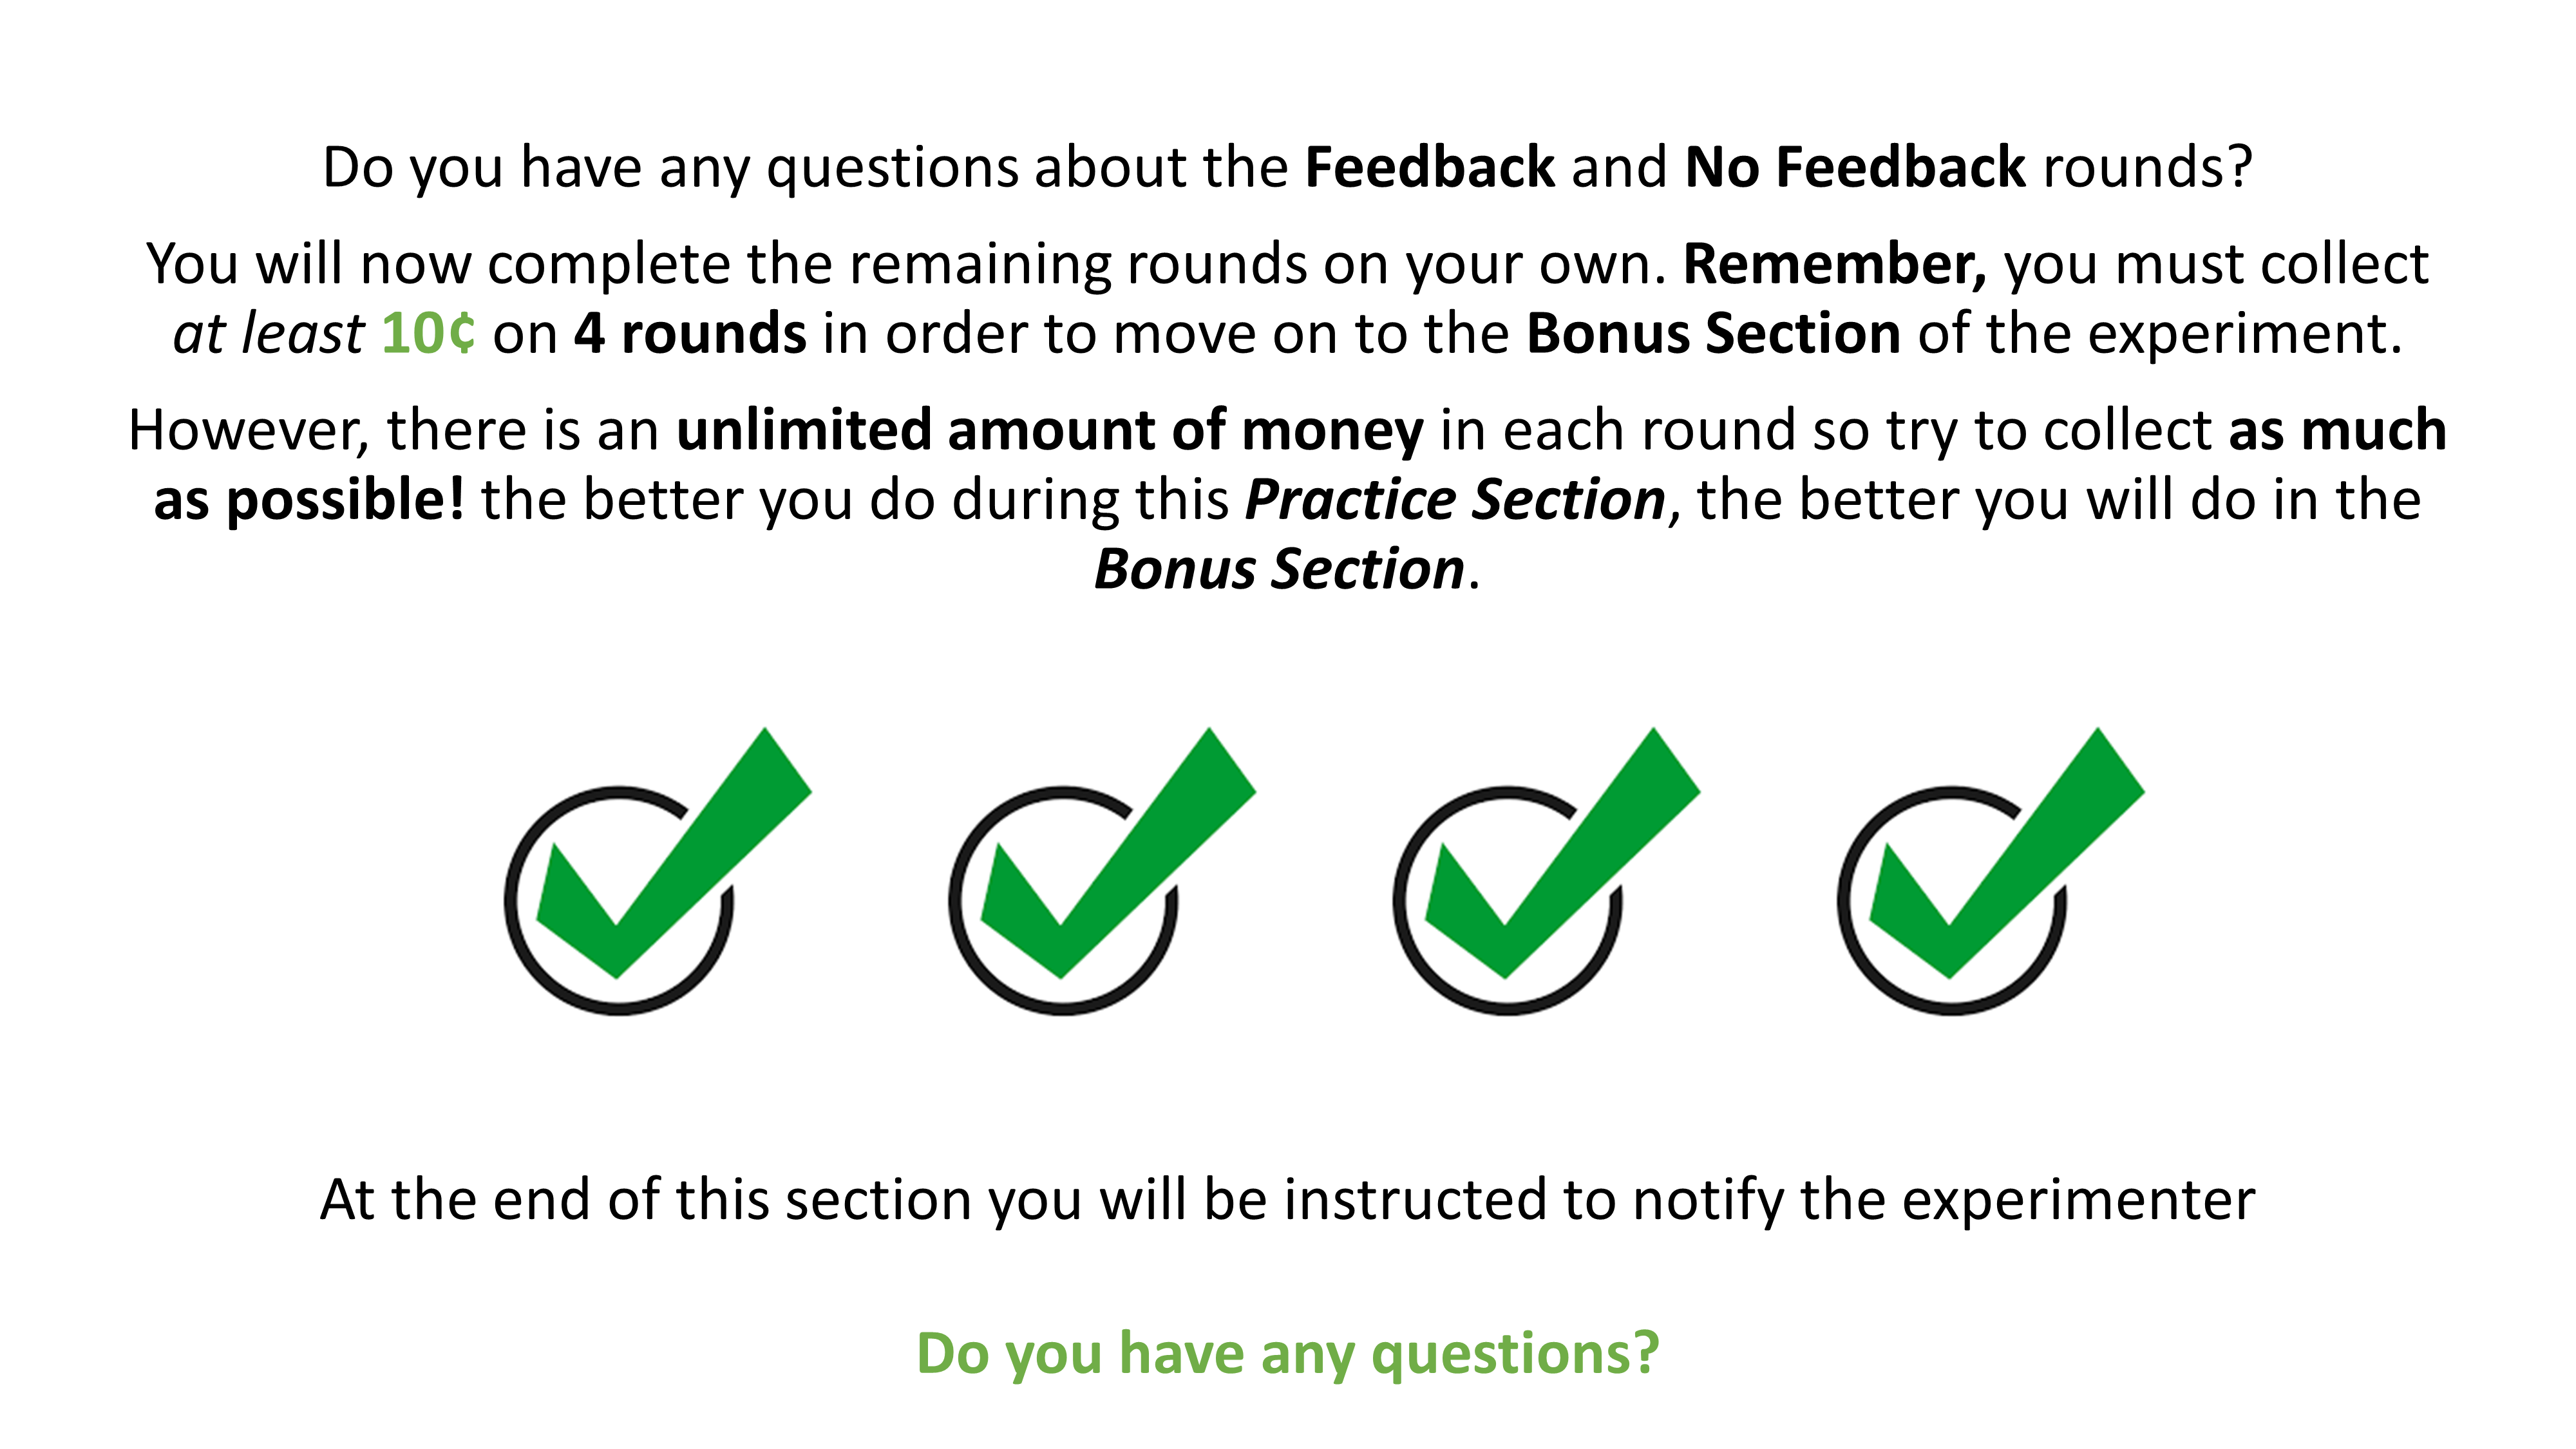 Do you have any questions about the Feedback and No Feedback rounds?
You will now complete the remaining rounds on your own. Remember, you must collect
at least 10¢ on 4 rounds in order to move on to the Bonus Section of the experiment.
However, there is an unlimited amount of money in each round so try to collect as much
as possible! the better you do during this Practice Section, the better you will do in the
Bonus Section.
At the end of this section you will be instructed to notify the experimenter
Do you have any questions?